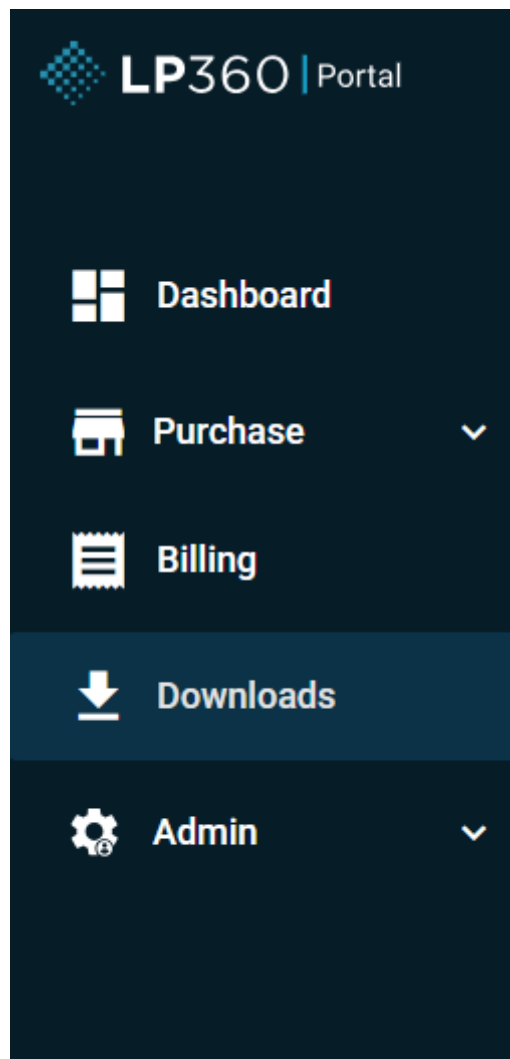 LP360 | Portal
Dashboard
Purchase
Billing
Downloads
Admin